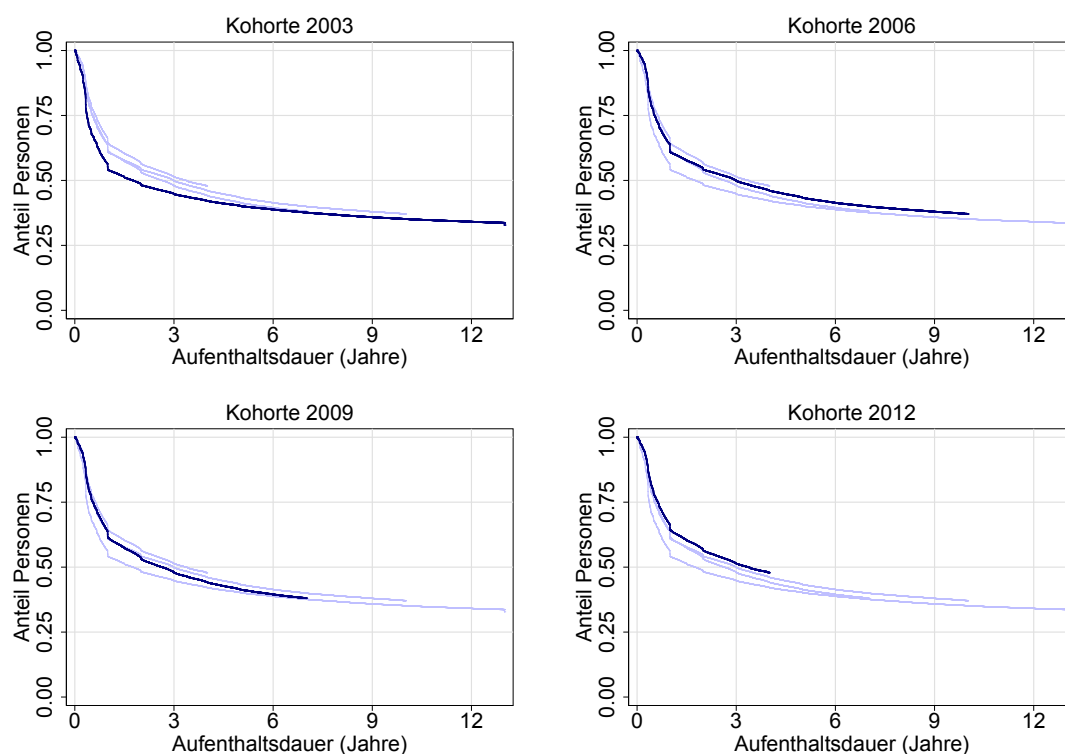 Kohorte 2003
Anteil Personen
1.00
0.75
0.50
0.25
0.00
0 3 6 9 12
Aufenthaltsdauer (Jahre)
Kohorte 2006
Anteil Personen
1.00
0.75
0.50
0.25
0.00
0 3 6 9 12
Aufenthaltsdauer (Jahre)
Kohorte 2009
Anteil Personen
1.00
0.75
0.50
0.25
0.00
0 3 6 9 12
Aufenthaltsdauer (Jahre)
Kohorte 2012
Anteil Personen
1.00
0.75
0.50
0.25
0.00
0 3 6 9 12
Aufenthaltsdauer (Jahre)